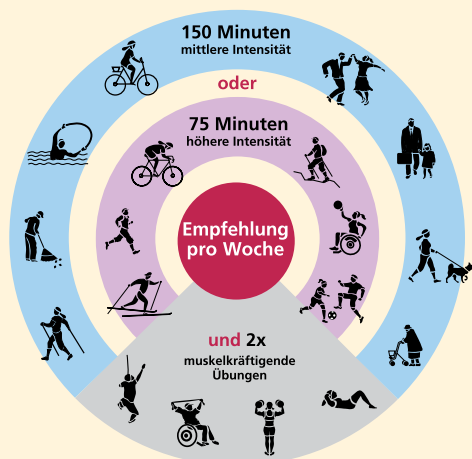 150 Minuten
mittlere Intensität
oder
75 Minuten
höhere Intensität
Empfehlung
pro Woche
und 2x
muskelkräftigende
Übungen